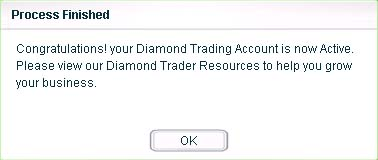 Process Finished
Congratulations! your Diamond Trading Account is now Active.
Please view our Diamond Trader Resources to help you grow
your business.
OK